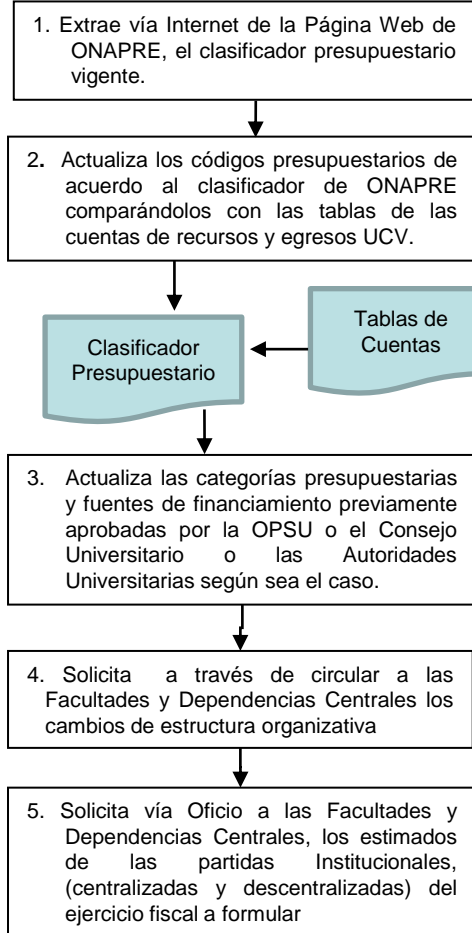 1. Extrae vía Internet de la Página Web de
ONAPRE, el clasificador presupuestario
vigente.
2. Actualiza los códigos presupuestarios de
acuerdo al clasificador de ONAPRE
comparándolos con las tablas de las
cuentas de recursos y egresos UCV.
Clasificador
Presupuestario
Tablas de
Cuentas
3. Actualiza las categorías presupuestarias
y fuentes de financiamiento previamente
aprobadas por la OPSU o el Consejo
Universitario o las Autoridades
Universitarias según sea el caso.
4. Solicita a través de circular a las
Facultades y Dependencias Centrales los
cambios de estructura organizativa
5. Solicita vía Oficio a las Facultades y
Dependencias Centrales, los estimados
de las partidas Institucionales,
(centralizadas y descentralizadas) del
ejercicio fiscal a formular